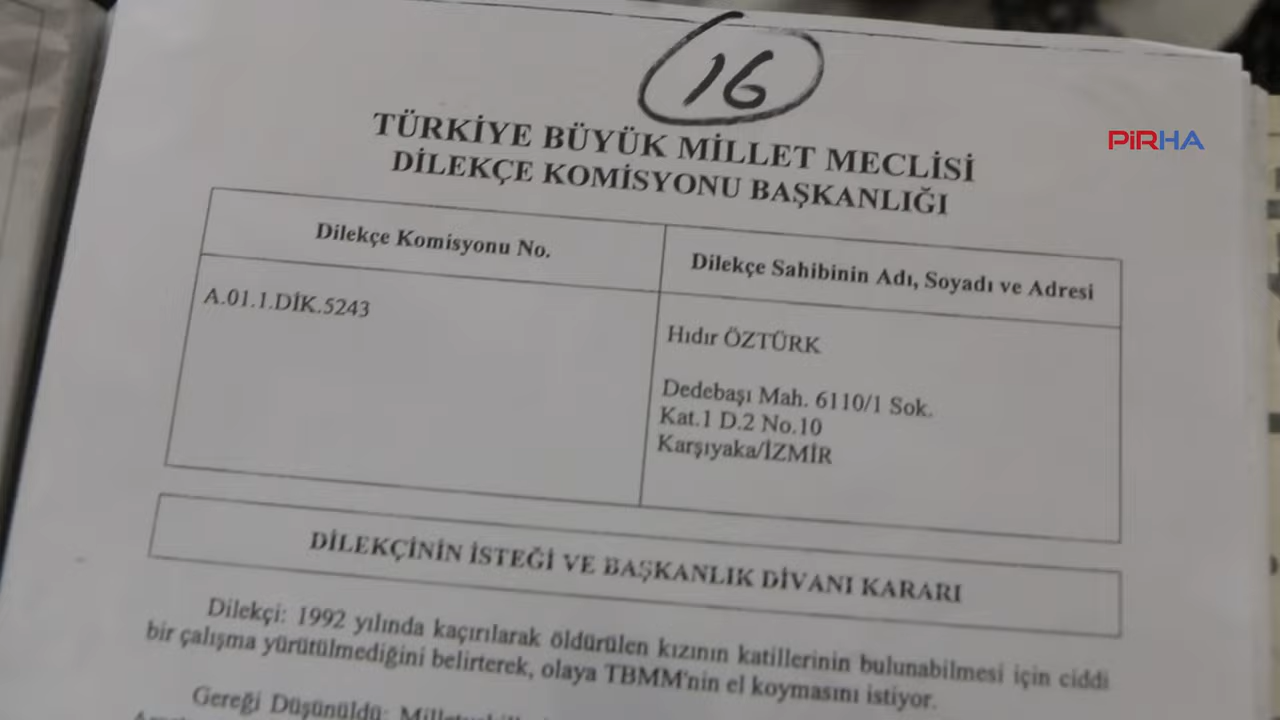 16
PİRHA
TÜRKİYE BÜYÜK MİLLET MECLİSİ
DİLEKÇE KOMİSYONU BAŞKANLIĞI
Dilekçe Komisyonu No.
Dilekçe Sahibinin Adı, Soyadı ve Adresi
A.01.1.DİK.5243
Hıdır ÖZTÜRK
Dedebaşı Mah. 6110/1 Sok.
Kat.1 D.2 No.10
Karşıyaka/İZMİR
DİLEKÇİNİN İSTEĞİ VE BAŞKANLIK DİVANI KARARI
Dilekçi: 1992 yılında kaçırılarak öldürülen kızının katillerinin bulunabilmesi için ciddi
bir çalışma yürütülmediğini belirterek, olaya TBMM'nin el koymasını istiyor.
Gereği Düşünüldü: